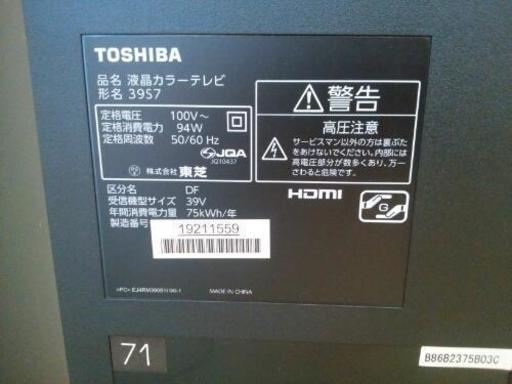 TOSHIBA
品名 液晶カラーテレビ
形名 39S7
定格電圧 100V～
定格消費電力 94W
定格周波数 50/60 Hz
JQA
JQ10437
株式会社 東芝
警告
高圧注意
サービスマン以外の方は裏ぶた
をあけないでください。内部には
高電圧部分が数多くあり、万一
さわると危険です。
区分名 DF
受信機型サイズ 39V
年間消費電力量 75kWh/年
製造番号
19211559
HDMI
G
MADE IN CHINA
71
B86B2375B03C